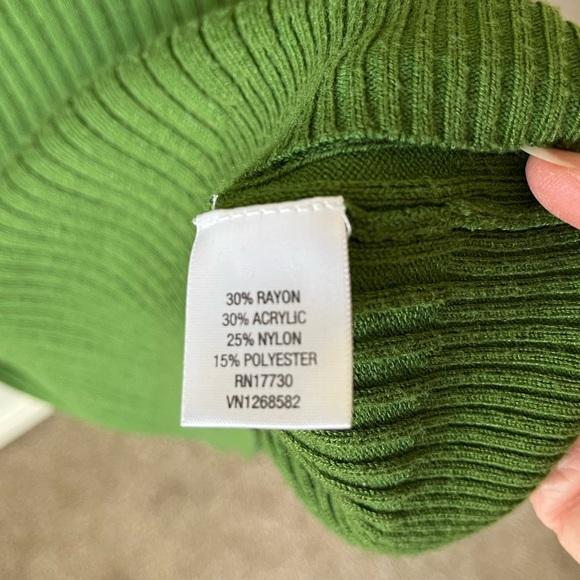 30% RAYON
30% ACRYLIC
25% NYLON
15% POLYESTER
RN17730
VN1268582